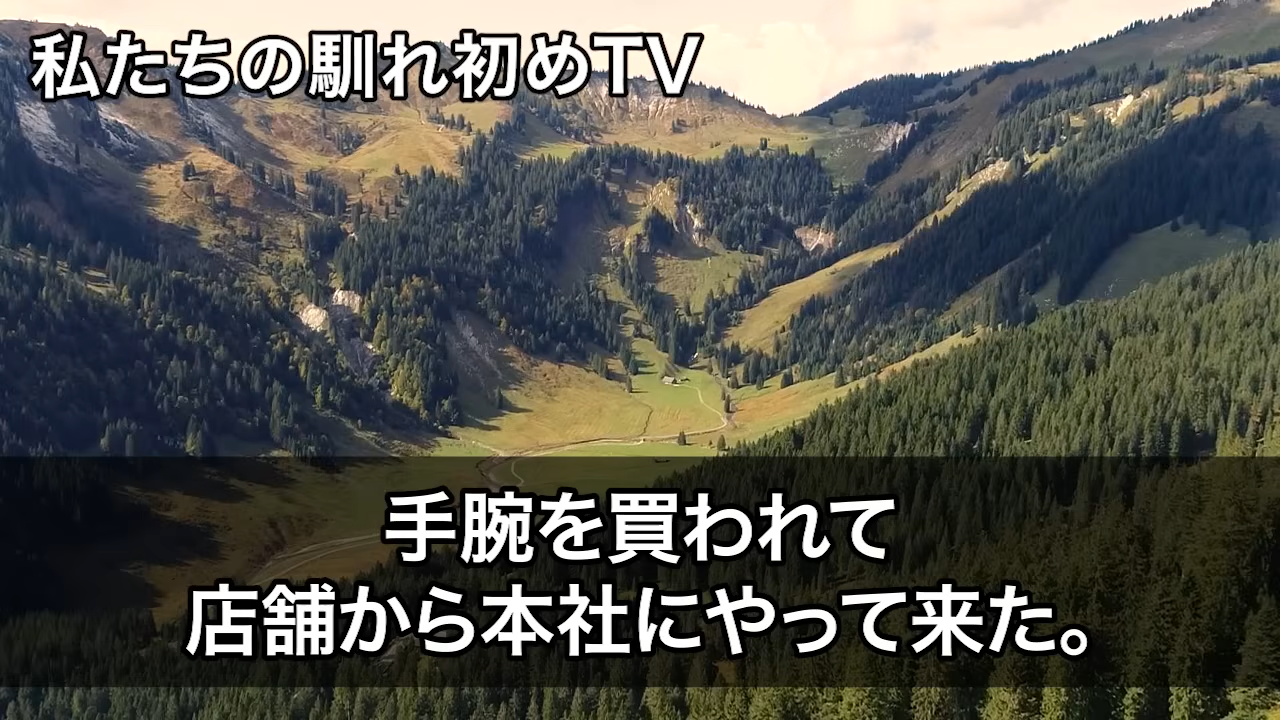 私たちの馴れ初めTV
手腕を買われて
店舗から本社にやって来た。